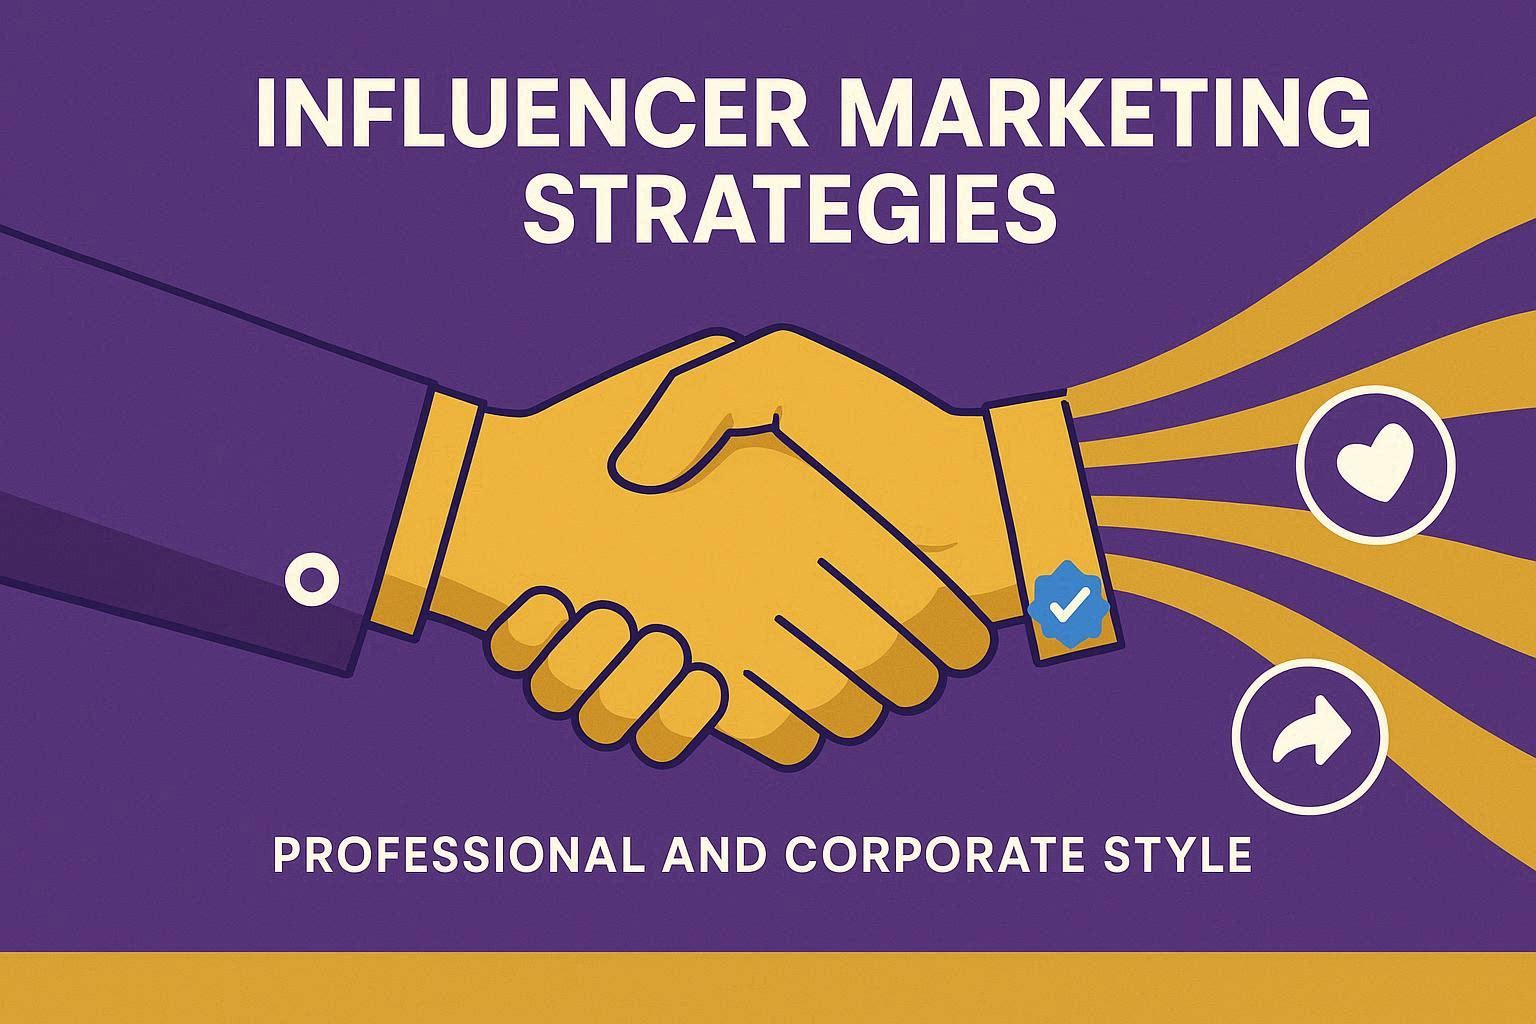 INFLUENCER MARKETING
STRATEGIES
PROFESSIONAL AND CORPORATE STYLE